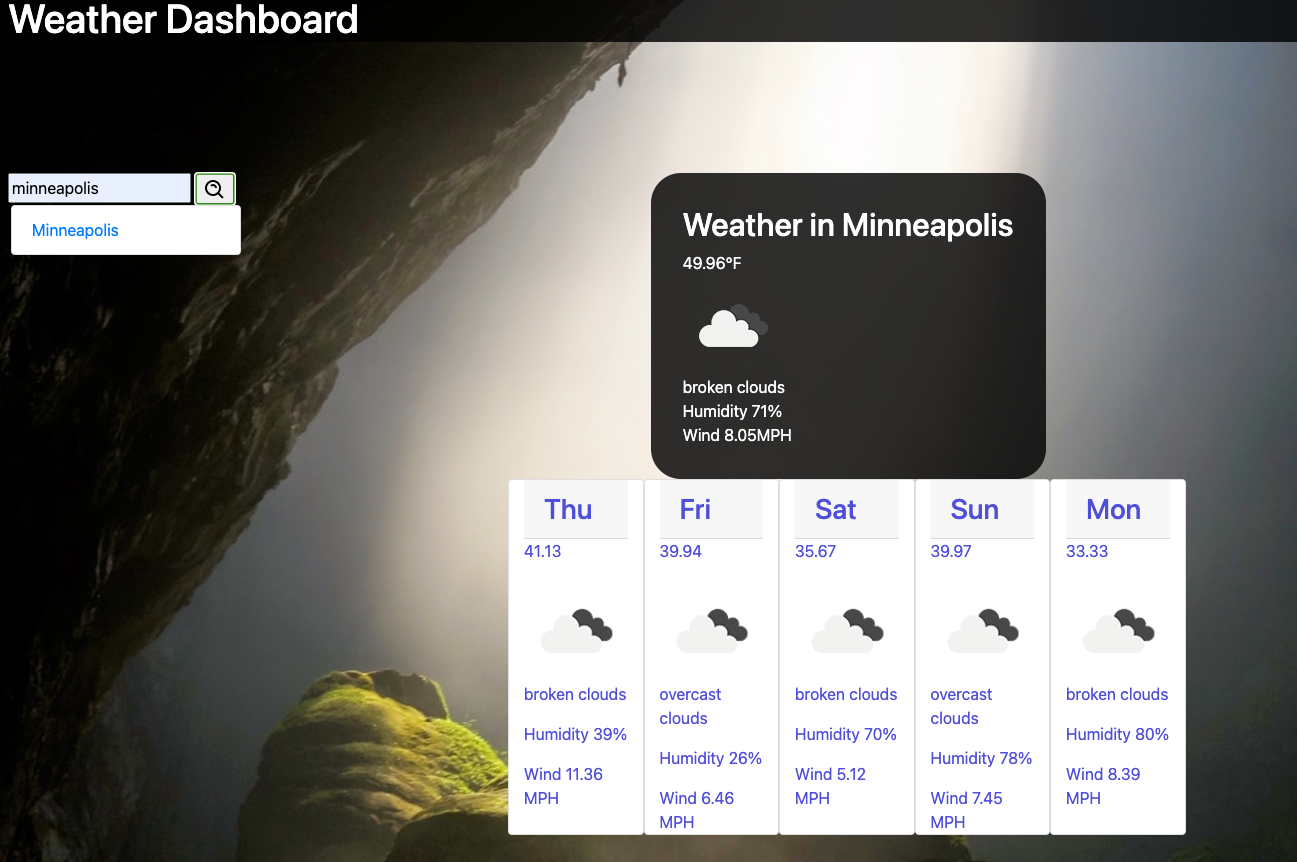 Weather Dashboard
minneapolis
Minneapolis
Weather in Minneapolis
49.96°F
broken clouds
Humidity 71%
Wind 8.05MPH
Thu
41.13
broken clouds
Humidity 39%
Wind 11.36
MPH
Fri
39.94
overcast
clouds
Humidity 26%
Wind 6.46
MPH
Sat
35.67
broken clouds
Humidity 70%
Wind 5.12
MPH
Sun
39.97
overcast
clouds
Humidity 78%
Wind 7.45
MPH
Mon
33.33
broken clouds
Humidity 80%
Wind 8.39
MPH